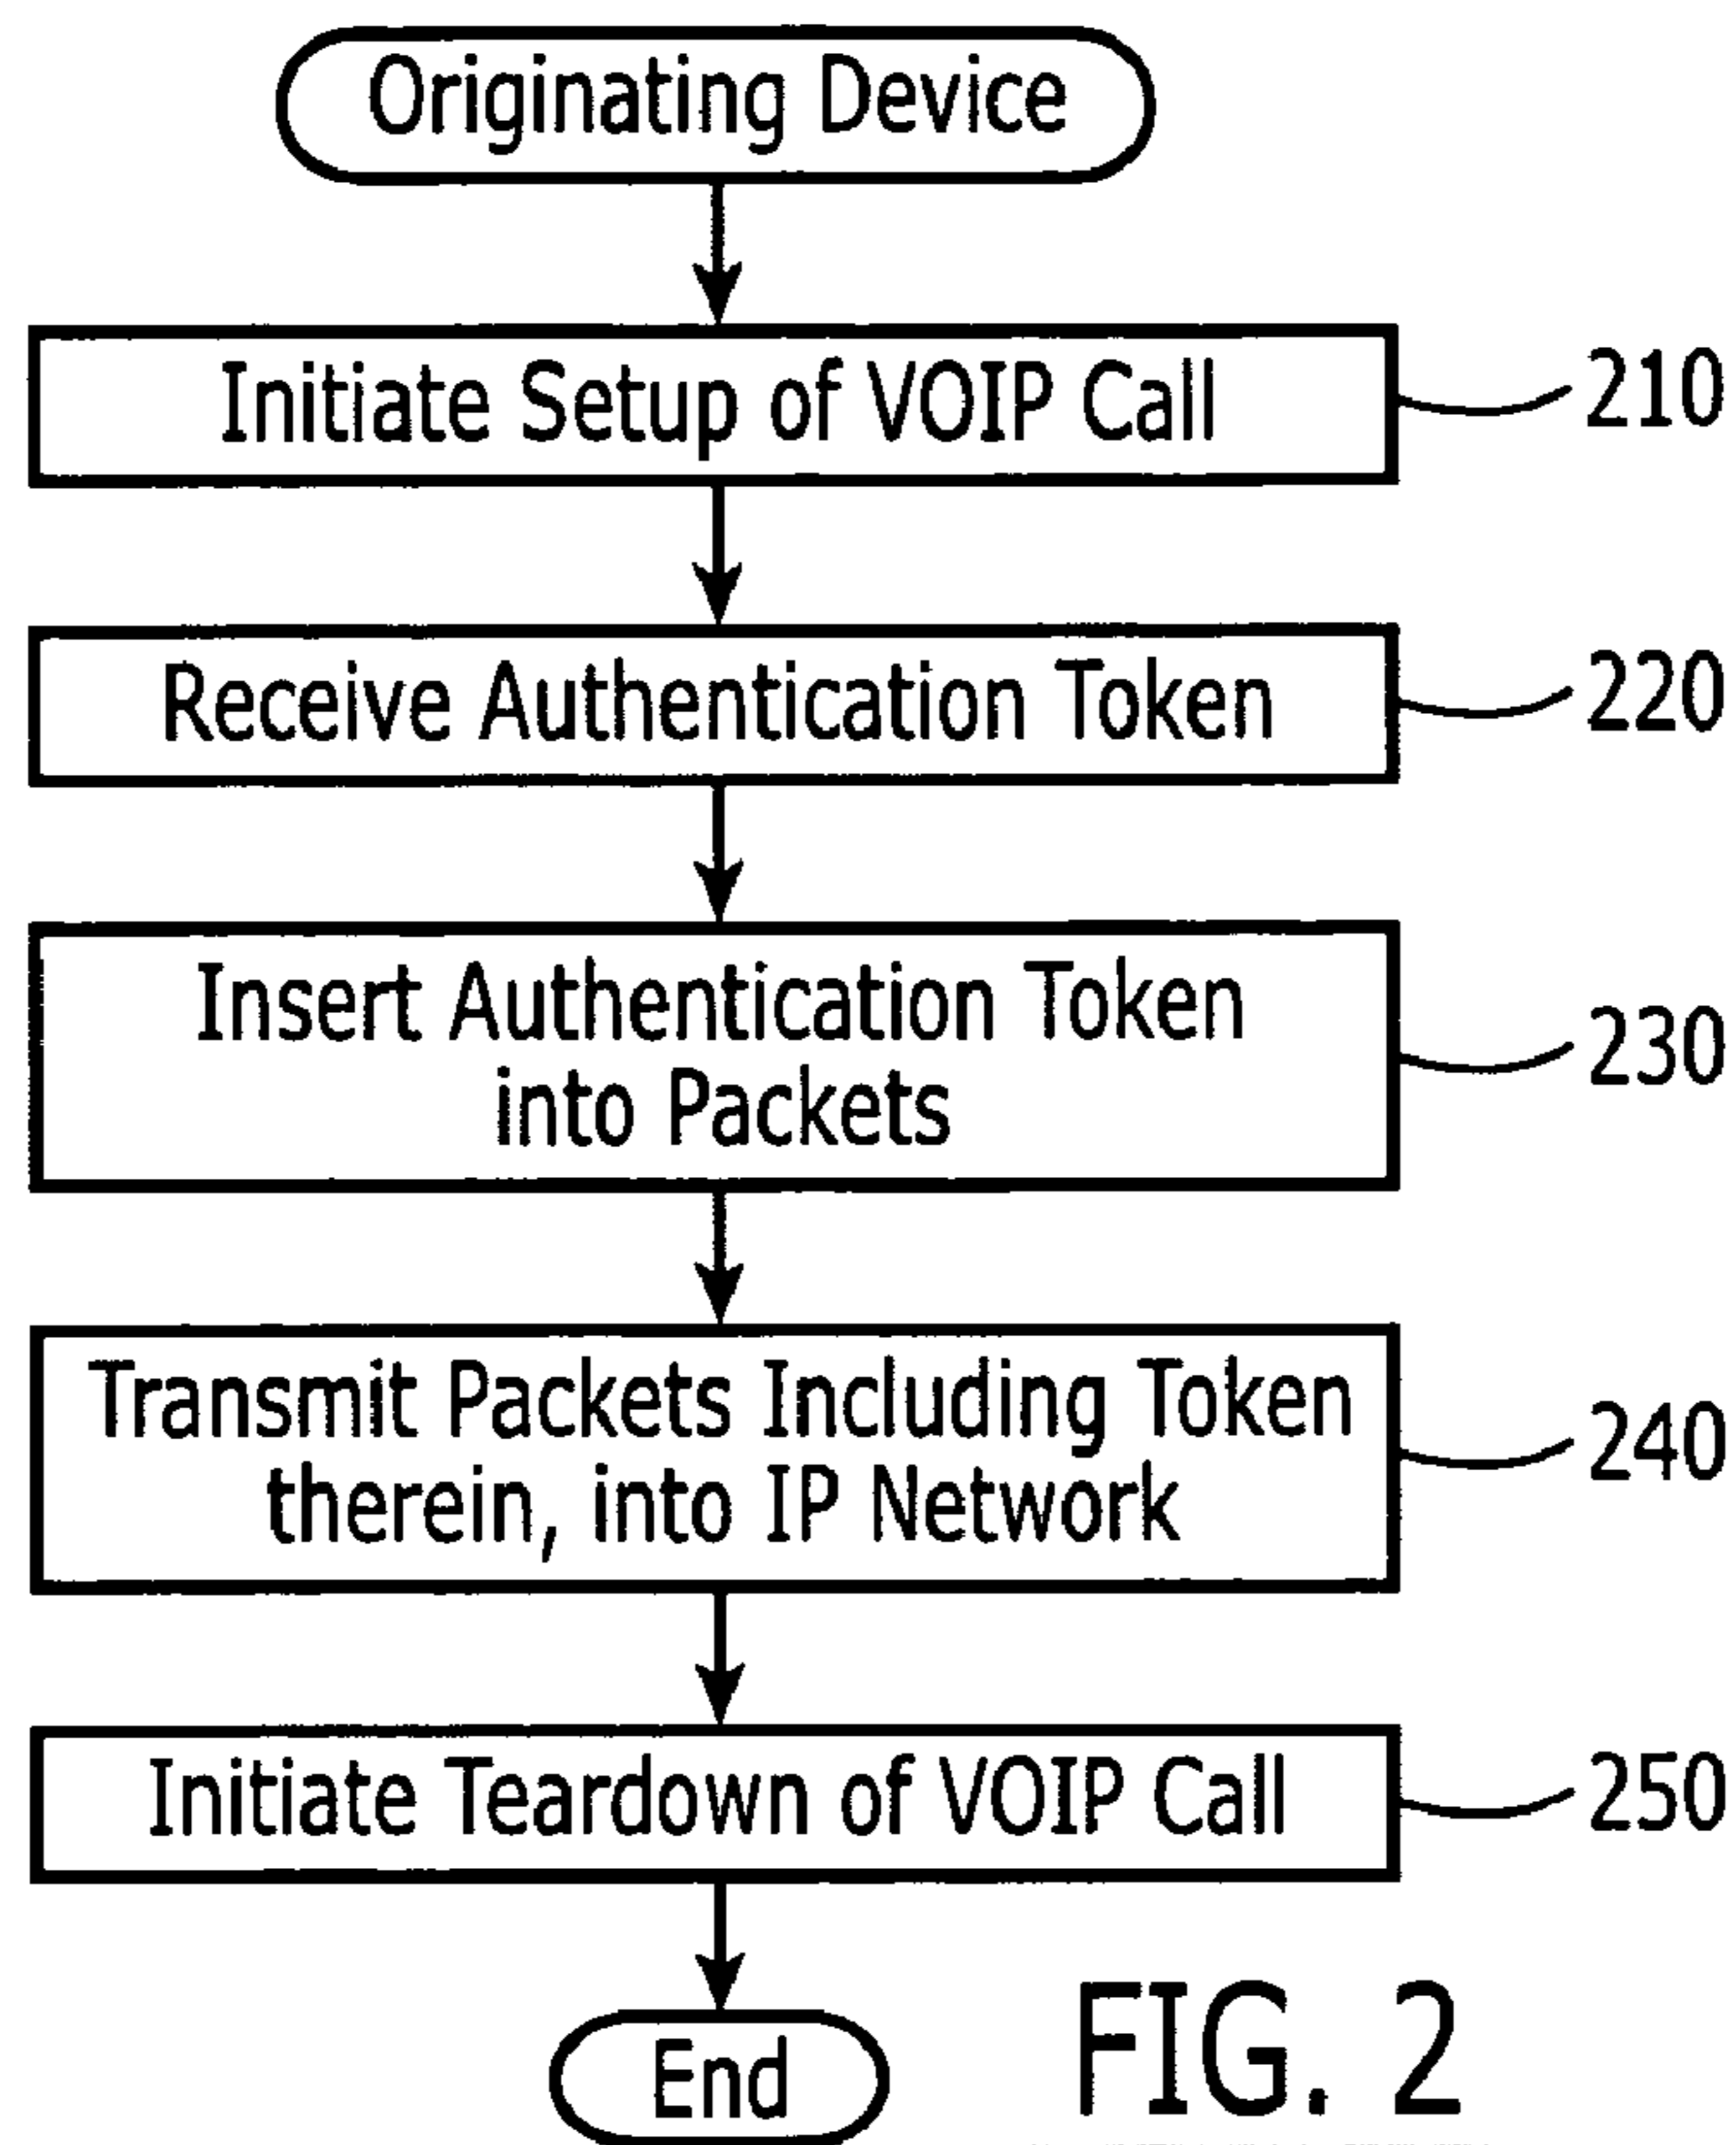 Originating Device
Initiate Setup of VOIP Call
210
Receive Authentication Token
220
Insert Authentication Token
into Packets
230
Transmit Packets Including Token
therein, into IP Network
240
Initiate Teardown of VOIP Call
250
End
FIG. 2